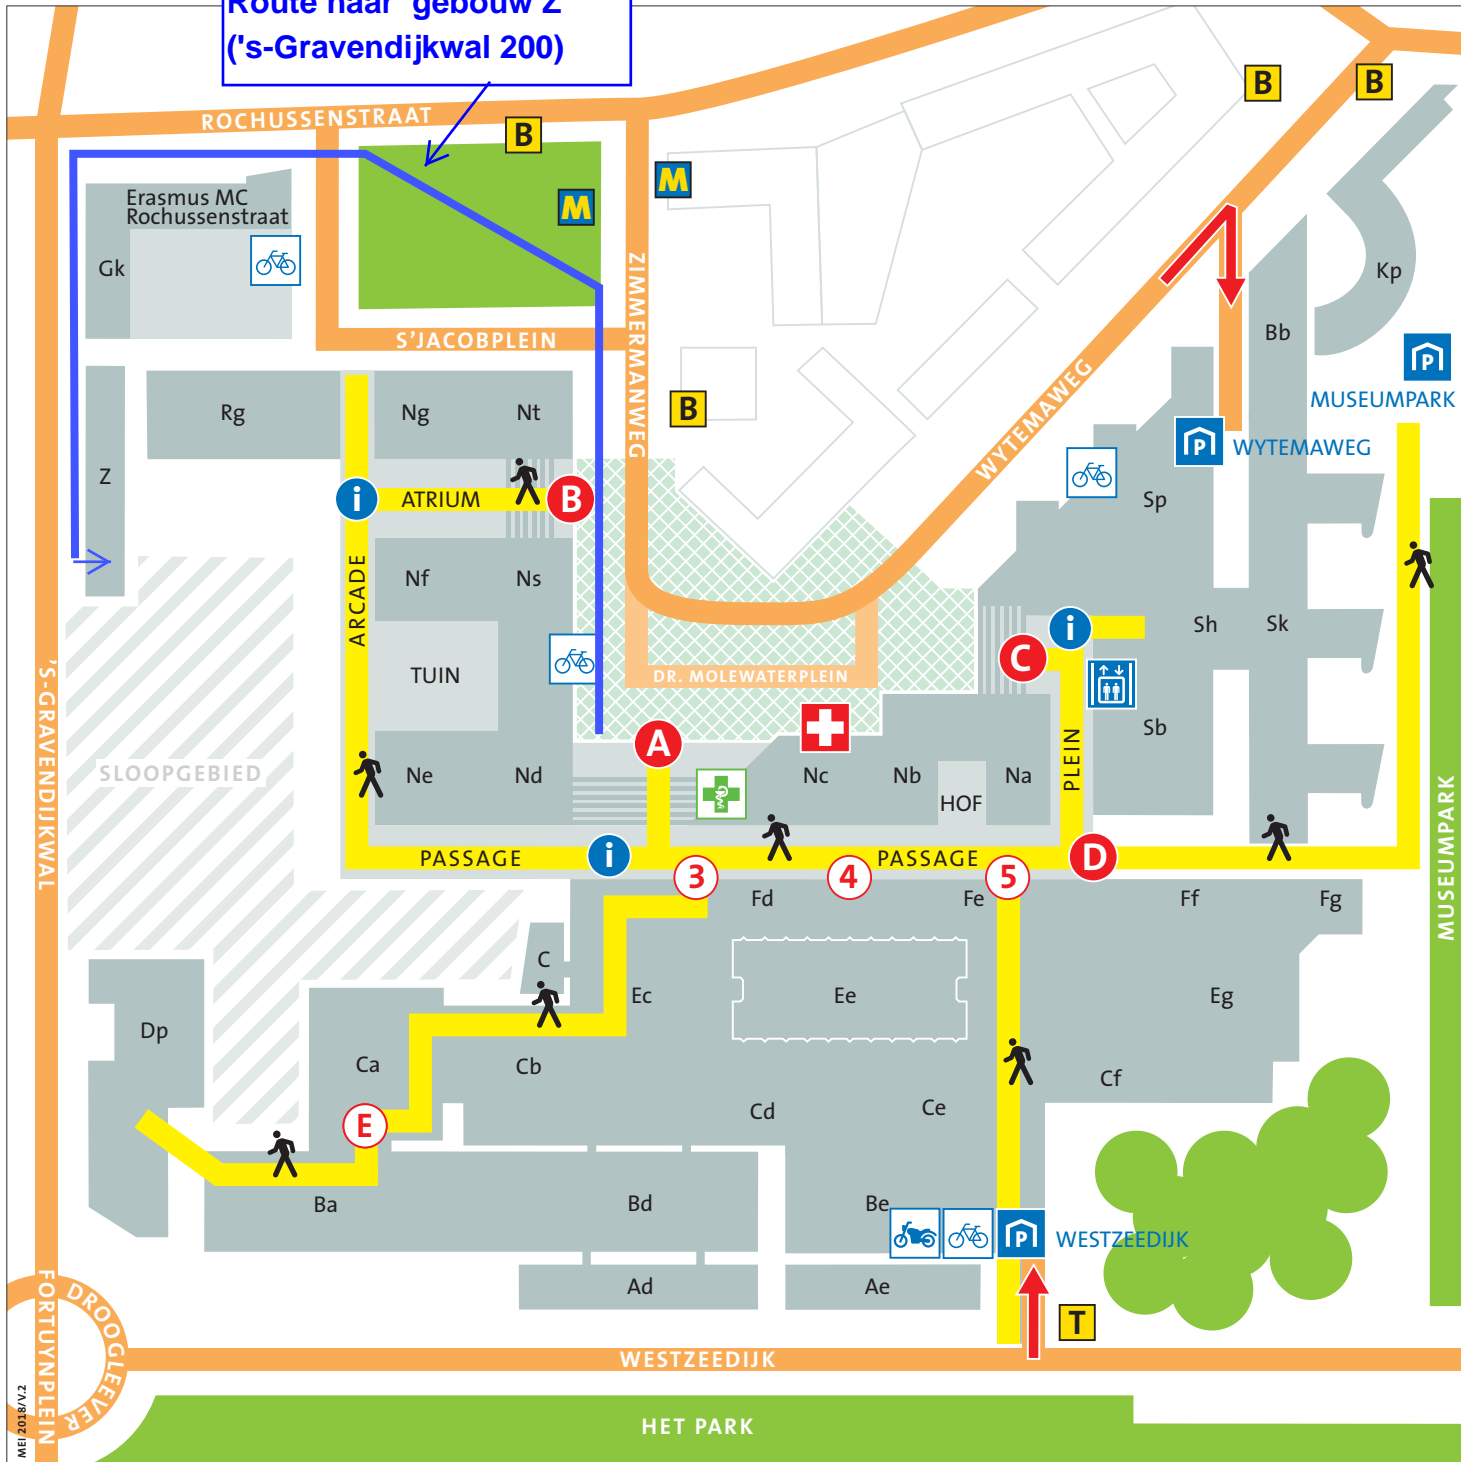 Route naar gebouw Z
('s-Gravendijkwal 200)
ROCHUSSENSTRAAT
B
B
B
M
M
Erasmus MC
Rochussenstraat
Gk
ZIMMERMANWEG
Kp
Bb
S'JACOBPLEIN
P
MUSEUMPARK
B
WYTEMAWEG
Rg
Ng
Nt
P
WYTEMAWEG
Z
i
ATRIUM
B
Sp
ARCADE
Nf
Ns
i
Sh
Sk
C
TUIN
DR. MOLEWATERPLEIN
'S-GRAVENDIJKWAL
A
Sb
PLEIN
SLOOPGEBIED
Ne
Nd
Nc
Nb
Na
HOF
PASSAGE
i
PASSAGE
D
MUSEUMPARK
3
4
5
Fd
Fe
Ff
Fg
C
Ec
Ee
Eg
Dp
Ca
Cb
Cf
Cd
Ce
E
Ba
Bd
Be
P
WESTZEEDIJK
Ad
Ae
T
DROOGLEEVER
FORTUYNPLEIN
WESTZEEDIJK
MEI 2018/V.2
HET PARK